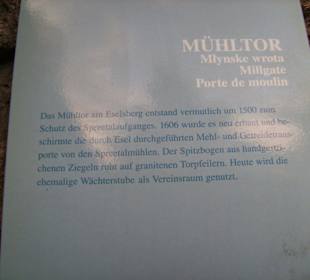 MÜHLTOR
Mlynske wrota
Millgate
Porte de moulin
Das Mühltor am Eselsberg entstand vermutlich um 1500 zum
Schutz des Spreetalaufganges. 1606 wurde es neu erbaut und be-
schirmte die durch Esel durchgeführten Mehl- und Getreidetrans-
porte von den Spreetalmühlen. Der Spitzbogen aus handgestri-
chenen Ziegeln ruht auf granitenen Torpfeilern. Heute wird die
ehemalige Wächterstube als Vereinsraum genutzt.